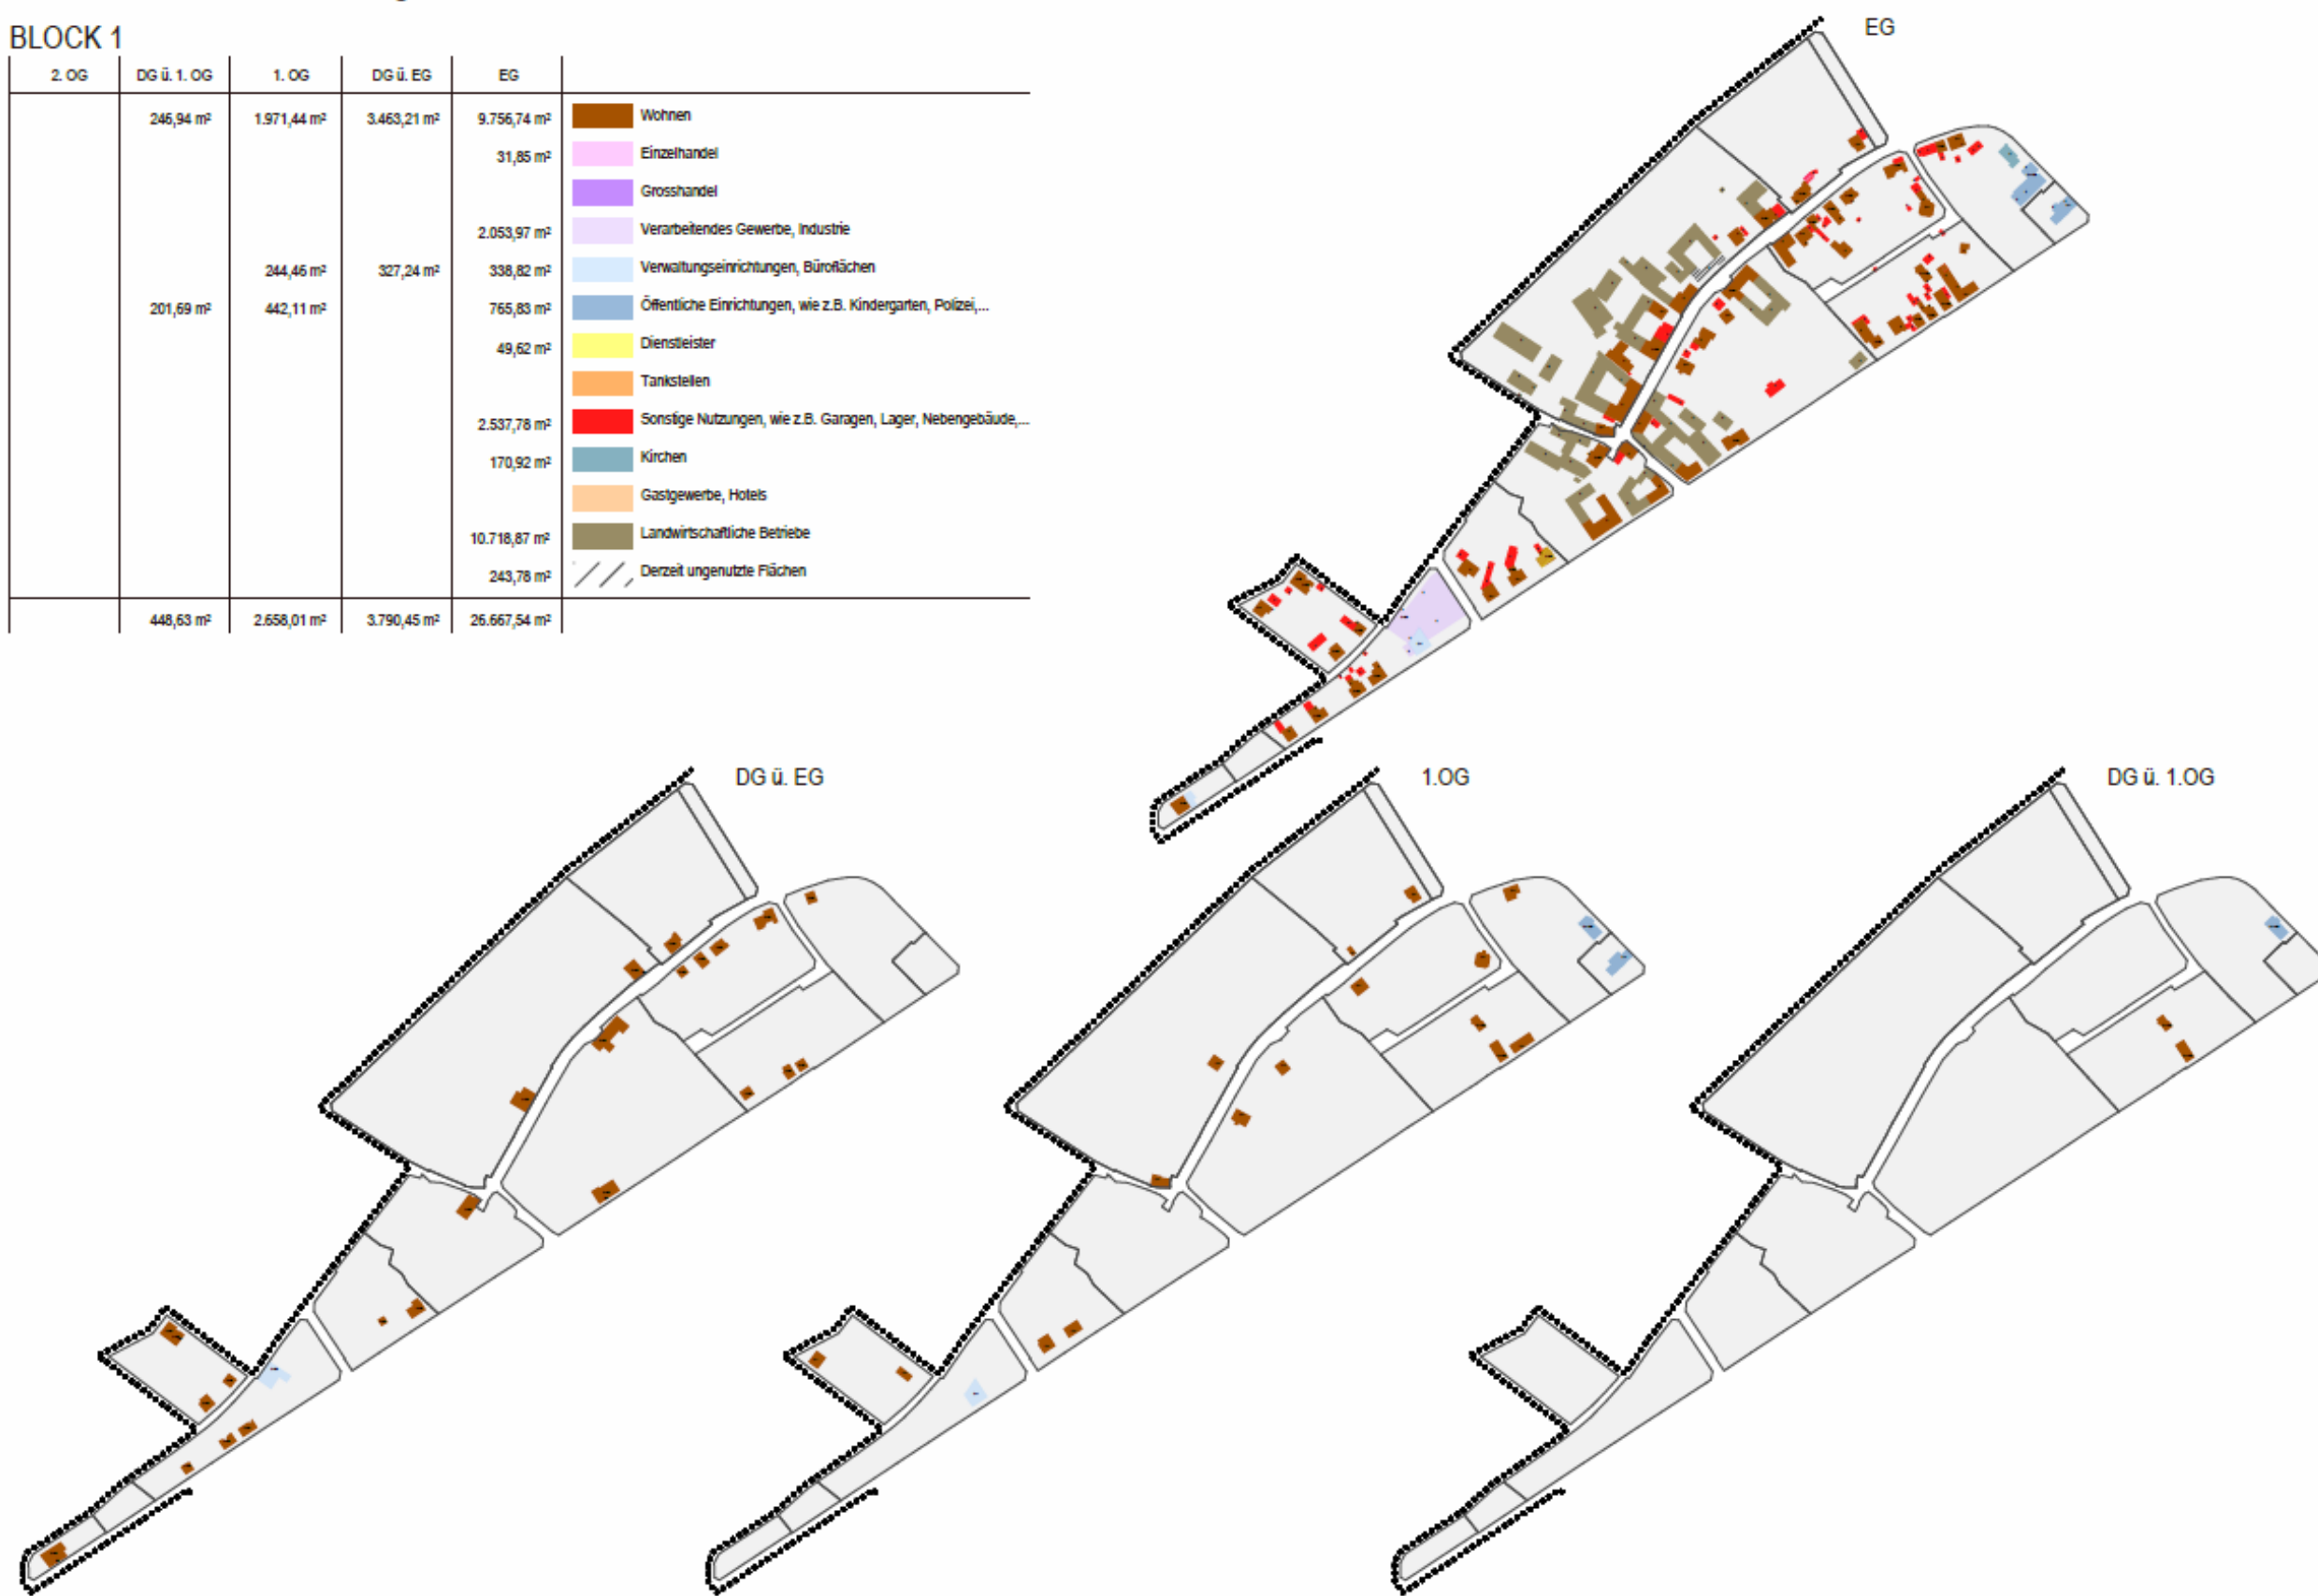 BLOCK 1
EG
2. OG DG ü. 1. OG 1. OG DG ü. EG EG
246,94 m² 1.971,44 m² 3.463,21 m² 9.756,74 m² Wohnen
31,85 m² Einzelhandel
Grosshandel
2.053,97 m² Verarbeitendes Gewerbe, Industrie
244,46 m² 327,24 m² 338,82 m² Verwaltungseinrichtungen, Büroflächen
201,69 m² 442,11 m² 765,83 m² Öffentliche Einrichtungen, wie z.B. Kindergarten, Polizei,...
49,62 m² Dienstleister
Tankstellen
2.537,78 m² Sonstige Nutzungen, wie z.B. Garagen, Lager, Nebengebäude,...
170,92 m² Kirchen
Gastgewerbe, Hotels
10.718,87 m² Landwirtschaftliche Betriebe
243,78 m² Derzeit ungenutzte Flächen
448,63 m² 2.658,01 m² 3.790,45 m² 26.667,54 m²
DG ü. EG
1.OG
DG ü. 1.OG